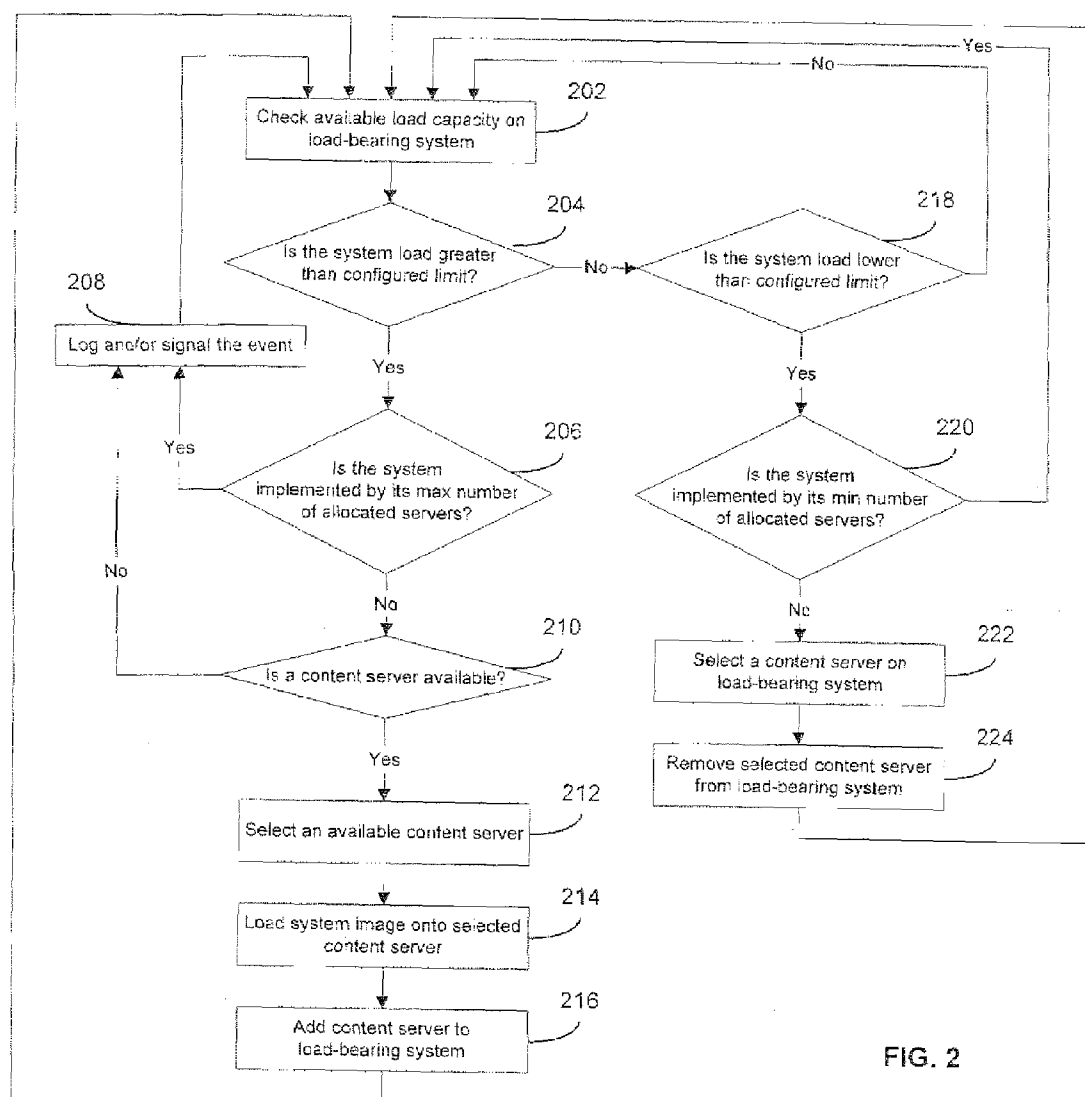 Yes
No
202
Check available load capacity on
load-bearing system
204
Is the system load greater
than configured limit?
No
218
Is the system load lower
than configured limit?
208
Log and/or signal the event
Yes
Yes
206
Is the system
implemented by its max number
of allocated servers?
Yes
220
Is the system
implemented by its min number
of allocated servers?
No
No
No
210
Is a content server available?
222
Select a content server on
load-bearing system
Yes
224
Remove selected content server
from load-bearing system
212
Select an available content server
214
Load system image onto selected
content server
216
Add content server to
load-bearing system
FIG. 2